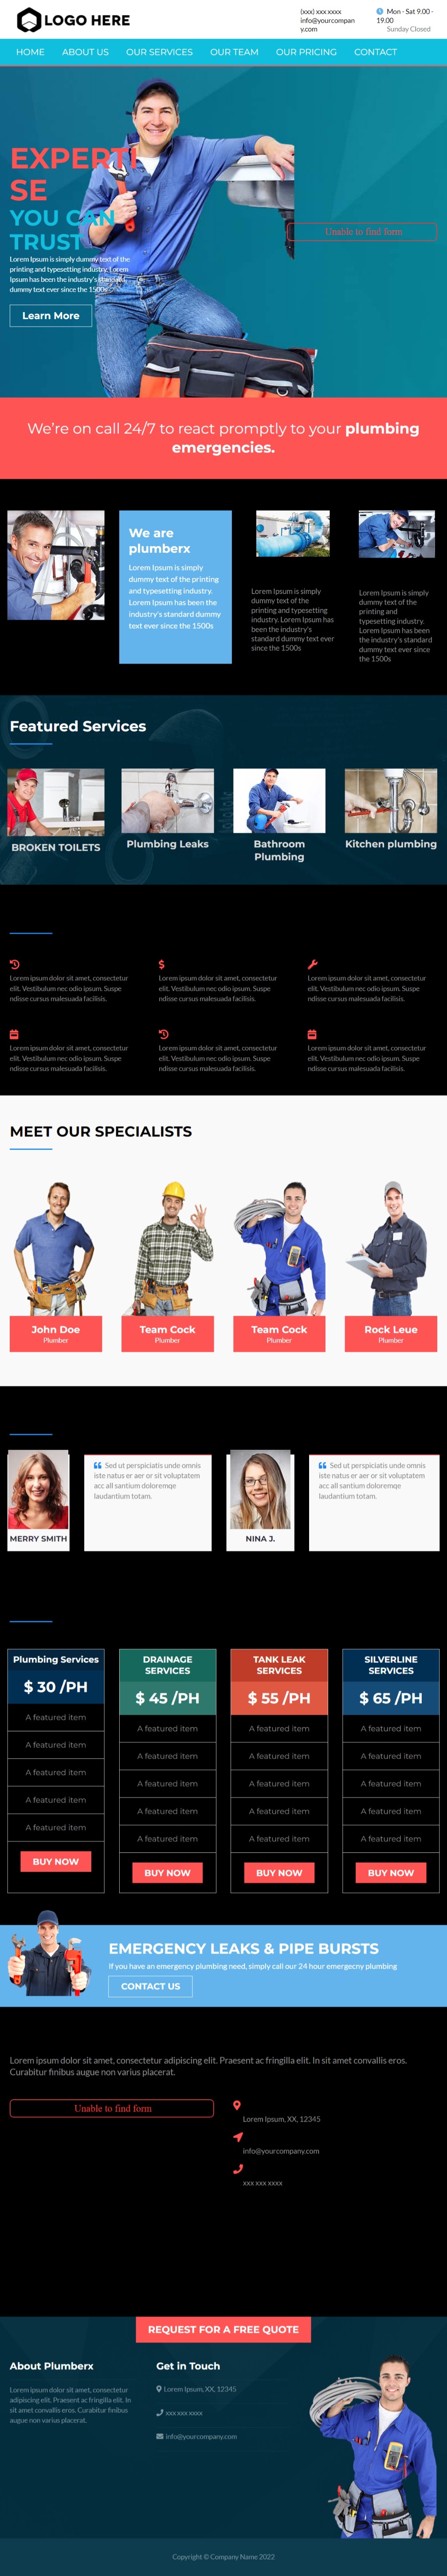 LOGO HERE
(xxx) xxx xxxx
info@yourcompan
y.com
Mon - Sat 9.00 -
19.00
Sunday Closed
HOME ABOUT US OUR SERVICES OUR TEAM OUR PRICING CONTACT
EXPERTI
SE
YOU CAN
TRUST
Lorem Ipsum is simply dummy text of the
printing and typesetting industry. Lorem
Ipsum has been the industry's standard
dummy text ever since the 1500s
Learn More
Unable to find form
We're on call 24/7 to react promptly to your plumbing
emergencies.
We are
plumberx
Lorem Ipsum is simply
dummy text of the printing
and typesetting industry.
Lorem Ipsum has been the
industry's standard dummy
text ever since the 1500s
Lorem Ipsum is simply
dummy text of the
printing and typesetting
industry. Lorem Ipsum has
been the industry's
standard dummy text ever
since the 1500s
Lorem Ipsum is simply
dummy text of the
printing and
typesetting industry.
Lorem Ipsum has been
the industry's standard
dummy text ever since
the 1500s
Featured Services
BROKEN TOILETS
Plumbing Leaks
Bathroom
Plumbing
Kitchen plumbing
Lorem ipsum dolor sit amet, consectetur
elit. Vestibulum nec odio ipsum. Suspe
ndisse cursus malesuada facilisis.
Lorem ipsum dolor sit amet, consectetur
elit. Vestibulum nec odio ipsum. Suspe
ndisse cursus malesuada facilisis.
Lorem ipsum dolor sit amet, consectetur
elit. Vestibulum nec odio ipsum. Suspe
ndisse cursus malesuada facilisis.
Lorem ipsum dolor sit amet, consectetur
elit. Vestibulum nec odio ipsum. Suspe
ndisse cursus malesuada facilisis.
Lorem ipsum dolor sit amet, consectetur
elit. Vestibulum nec odio ipsum. Suspe
ndisse cursus malesuada facilisis.
Lorem ipsum dolor sit amet, consectetur
elit. Vestibulum nec odio ipsum. Suspe
ndisse cursus malesuada facilisis.
MEET OUR SPECIALISTS
John Doe
Plumber
Team Cock
Plumber
Team Cock
Plumber
Rock Leue
Plumber
MERRY SMITH
Sed ut perspiciatis unde omnis
iste natus er aer or sit voluptatem
acc all santium doloremqe
laudantium totam.
NINA J.
Sed ut perspiciatis unde omnis
iste natus er aer or sit voluptatem
acc all santium doloremqe
laudantium totam.
Plumbing Services
$ 30 /PH
A featured item
A featured item
A featured item
A featured item
A featured item
BUY NOW
DRAINAGE
SERVICES
$ 45 /PH
A featured item
A featured item
A featured item
A featured item
A featured item
BUY NOW
TANK LEAK
SERVICES
$ 55 /PH
A featured item
A featured item
A featured item
A featured item
A featured item
BUY NOW
SILVERLINE
SERVICES
$ 65 /PH
A featured item
A featured item
A featured item
A featured item
A featured item
BUY NOW
EMERGENCY LEAKS & PIPE BURSTS
If you have an emergency plumbing need, simply call our 24 hour emergecny plumbing
CONTACT US
Lorem ipsum dolor sit amet, consectetur adipiscing elit. Praesent ac fringilla elit. In sit amet convallis eros.
Curabitur finibus augue non varius placerat.
Unable to find form
Lorem Ipsum, XX, 12345
info@yourcompany.com
xxx xxx xxxx
REQUEST FOR A FREE QUOTE
About Plumberx
Lorem ipsum dolor sit amet, consectetur
adipiscing elit. Praesent ac fringilla elit. In
sit amet convallis eros. Curabitur finibus
augue non varius placerat.
Get in Touch
Lorem Ipsum, XX, 12345
xxx xxx xxxx
info@yourcompany.com
Copyright © Company Name 2022